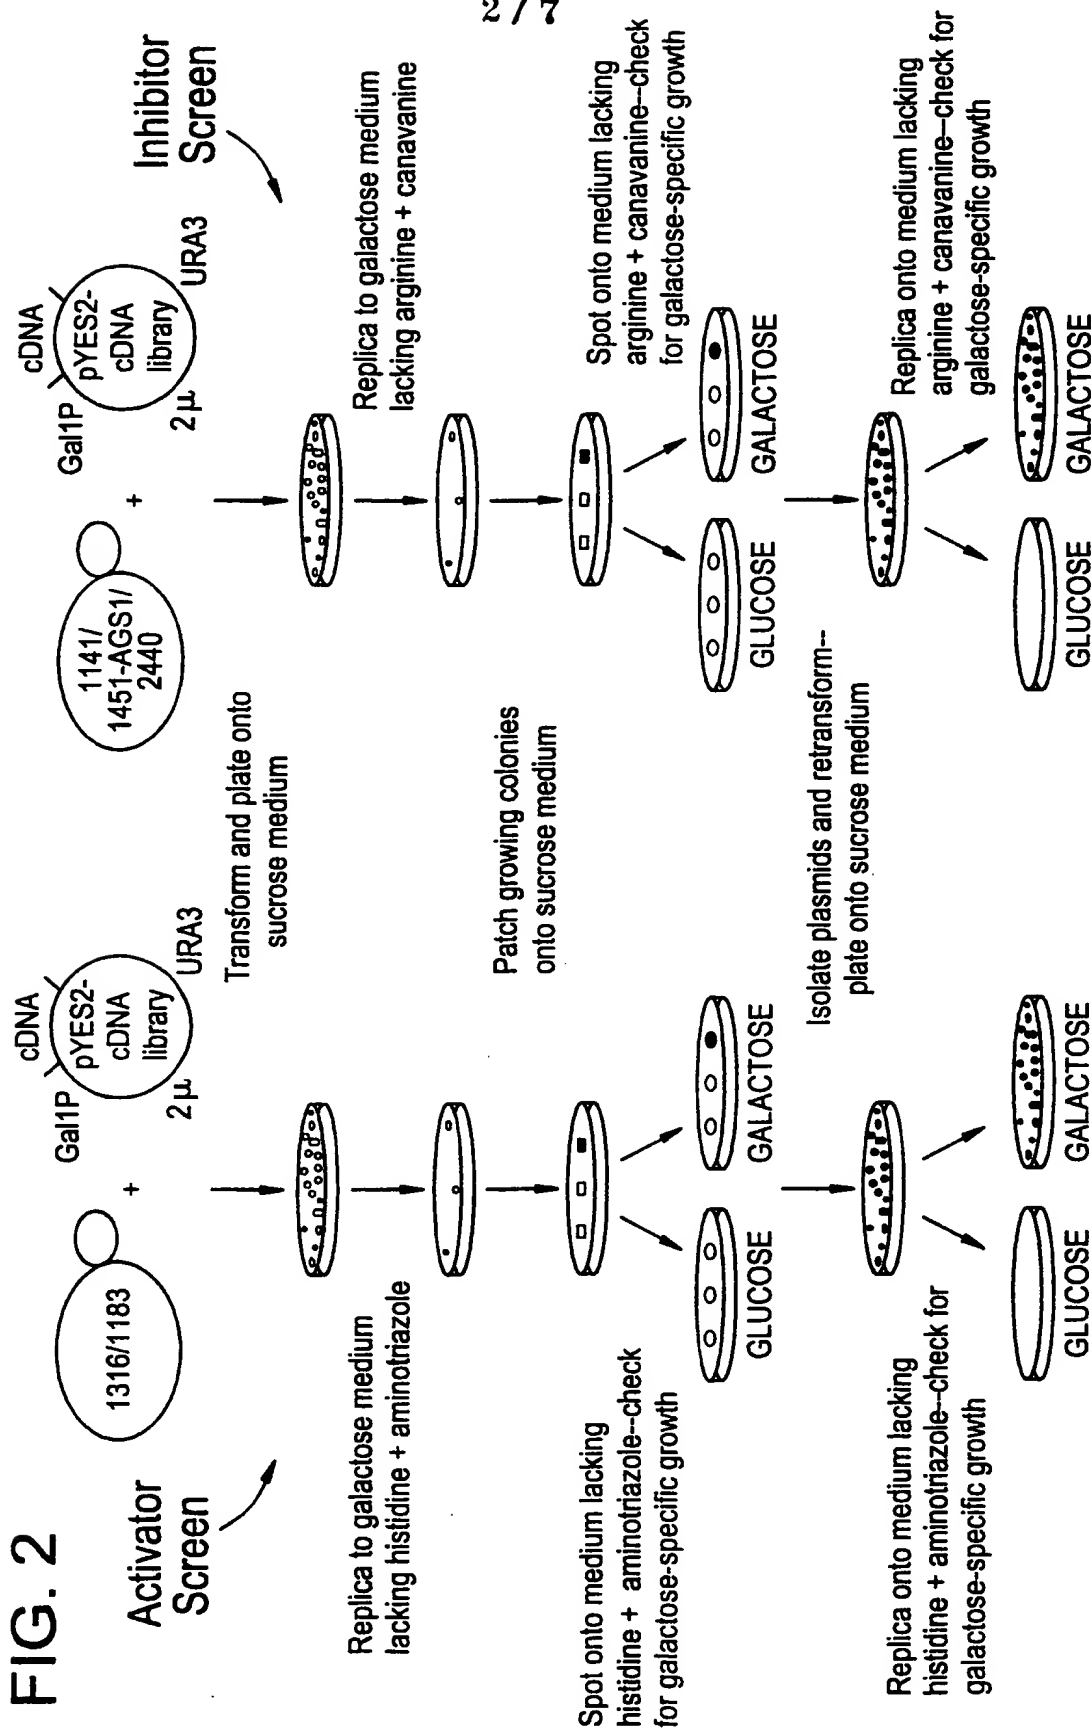 2/7
FIG. 2
Activator
Screen
1316/1183
+
Gal1P
cDNA
pYES2-
cDNA
library
2µ
URA3
Transform and plate onto
sucrose medium
1141/
1451-AGS1/
2440
+
Gal1P
cDNA
pYES2-
cDNA
library
2µ
URA3
Inhibitor
Screen
Replica to galactose medium
lacking histidine + aminotriazole
Replica to galactose medium
lacking arginine + canavanine
Patch growing colonies
onto sucrose medium
Spot onto medium lacking
histidine + aminotriazole--check
for galactose-specific growth
GLUCOSE
GALACTOSE
Spot onto medium lacking
arginine + canavanine--check
for galactose-specific growth
GLUCOSE
GALACTOSE
Isolate plasmids and retransform--
plate onto sucrose medium
Replica onto medium lacking
histidine + aminotriazole--check for
galactose-specific growth
GLUCOSE
GALACTOSE
Replica onto medium lacking
arginine + canavanine--check for
galactose-specific growth
GLUCOSE
GALACTOSE